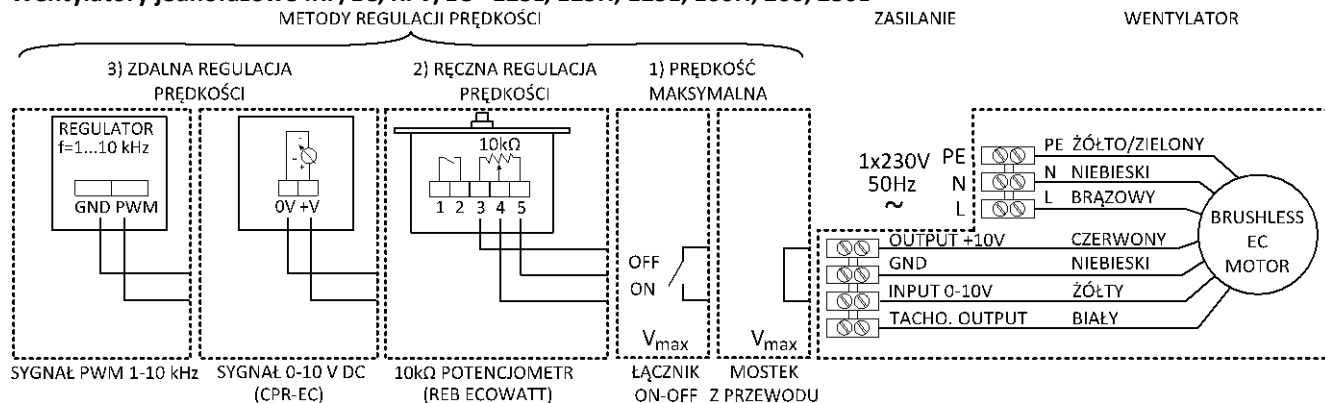 METODY REGULACJI PRĘDKOŚCI
ZASILANIE
WENTYLATOR
3) ZDALNA REGULACJA
PRĘDKOŚCI
2) RĘCZNA REGULACJA
PRĘDKOŚCI
1) PRĘDKOŚĆ
MAKSYMALNA
REGULATOR
f=1...10 kHz
GND PWM
0V +V
10kΩ
1 2 3 4 5
OFF
ON
Vmax
Vmax
1x230V
50Hz
~
PE
N
L
PE ŻÓŁTO/ZIELONY
N NIEBIESKI
L BRĄZOWY
OUTPUT +10V CZERWONY
GND NIEBIESKI
INPUT 0-10V ŻÓŁTY
TACHO. OUTPUT BIAŁY
BRUSHLESS
EC
MOTOR
SYGNAŁ PWM 1-10 kHz
SYGNAŁ 0-10 V DC
(CPR-EC)
10kΩ POTENCJOMETR
(REB ECOWATT)
ŁĄCZNIK
ON-OFF
MOSTEK
Z PRZEWODU